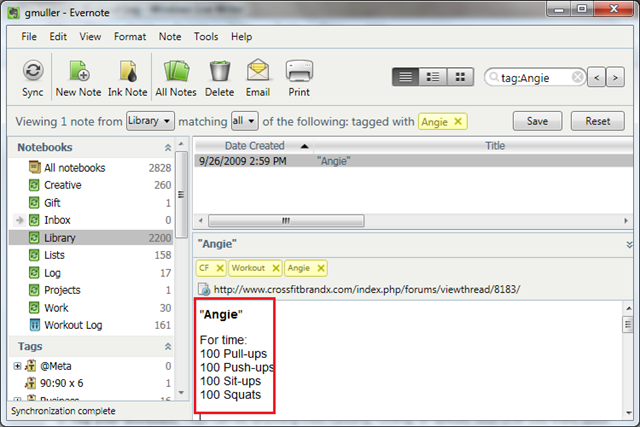 gmuller - Evernote
File Edit View Format Note Tools Help
Sync New Note Ink Note All Notes Delete Email Print
tag:Angie
Viewing 1 note from Library matching all of the following: tagged with Angie Save Reset
Notebooks
All notebooks 2828
Creative 260
Gift 1
Inbox 0
Library 2200
Lists 158
Log 17
Projects 1
Work 30
Workout Log 161
Tags
@Meta 0
90:90 x 6 1
Business 16
Synchronization complete
Date Created Title
9/26/2009 2:59 PM "Angie"
"Angie"
CF Workout Angie
http://www.crossfitbrandx.com/index.php/forums/viewthread/8183/
"Angie"
For time:
100 Pull-ups
100 Push-ups
100 Sit-ups
100 Squats